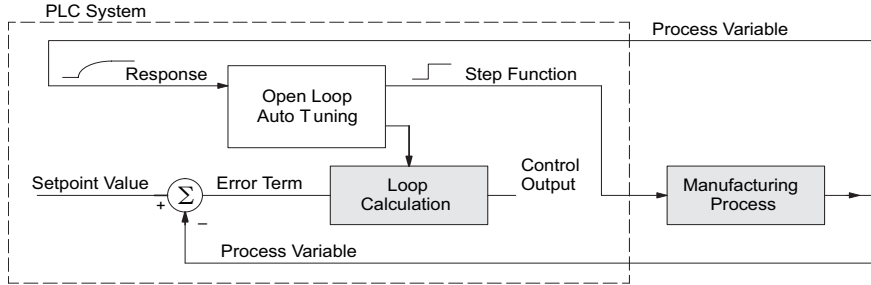 PLC System
Process Variable
Response
Step Function
Open Loop
Auto Tuning
Control
Output
Setpoint Value
+
Σ
−
Error Term
Loop
Calculation
Manufacturing
Process
Process Variable